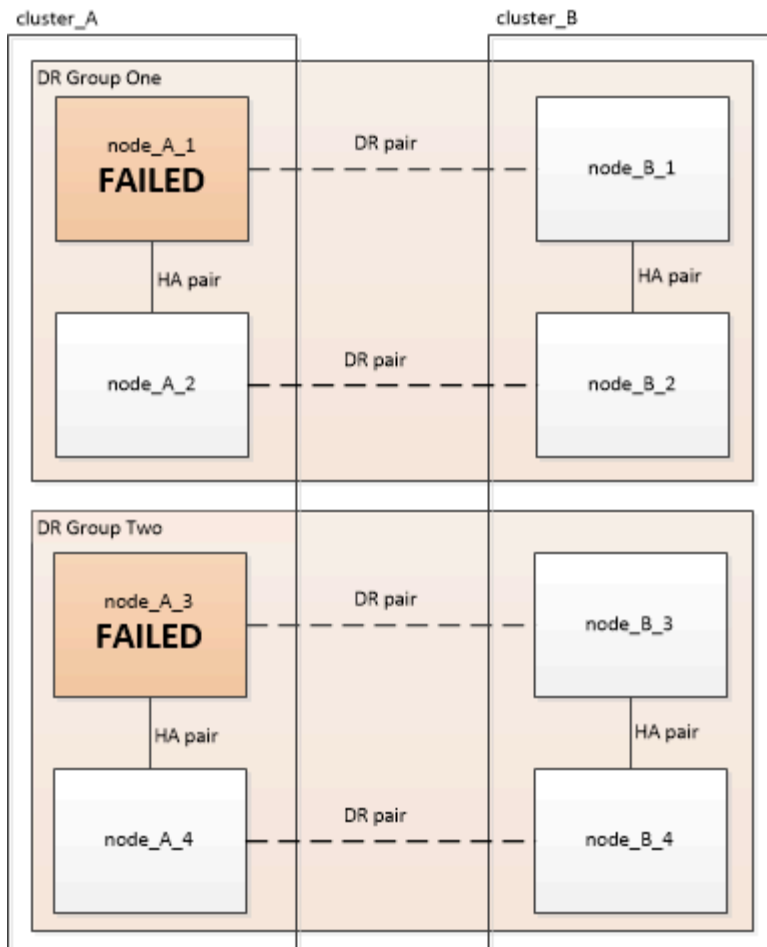 cluster_A
cluster_B
DR Group One
node_A_1
FAILED
DR pair
node_B_1
HA pair
HA pair
node_A_2
DR pair
node_B_2
DR Group Two
node_A_3
FAILED
DR pair
node_B_3
HA pair
HA pair
node_A_4
DR pair
node_B_4